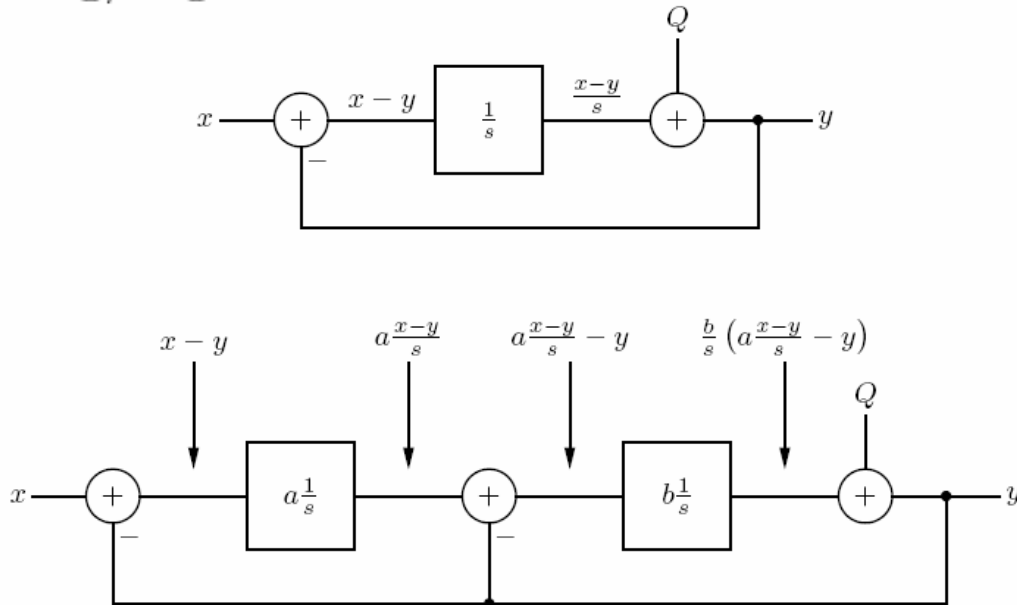 Q
x
+
x − y
1/s
(x−y)/s
+
y
−
x − y
a (x−y)/s
a (x−y)/s − y
b/s (a (x−y)/s − y)
Q
x
+
a 1/s
+
b 1/s
+
y
−
−